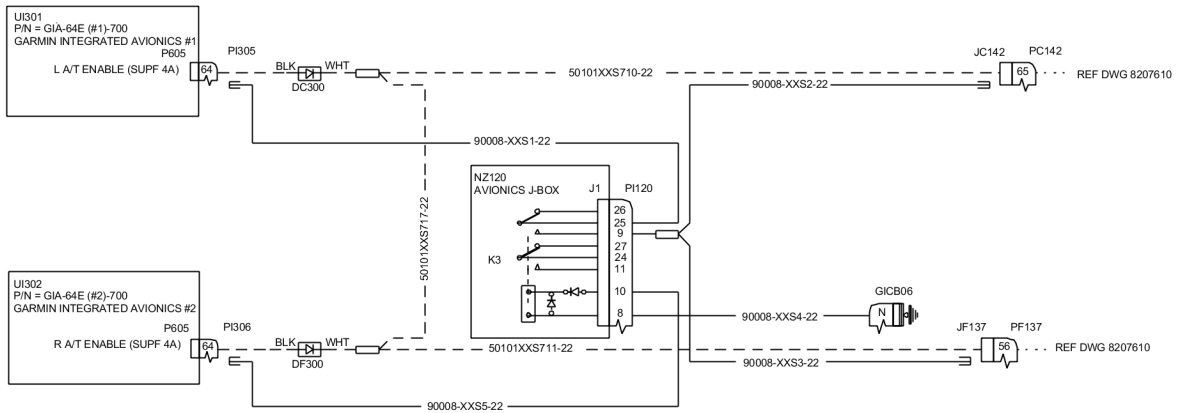 UI301
P/N = GIA-64E (#1)-700
GARMIN INTEGRATED AVIONICS #1
P605
PI305
L A/T ENABLE (SUPF 4A)
64
BLK
WHT
DC300
50101XXS710-22
JC142
PC142
65
REF DWG 8207610
90008-XXS2-22
90008-XXS1-22
50101XXS717-22
NZ120
AVIONICS J-BOX
J1
PI120
26
25
9
27
K3
24
11
10
8
GICB06
N
90008-XXS4-22
UI302
P/N = GIA-64E (#2)-700
GARMIN INTEGRATED AVIONICS #2
P605
PI306
R A/T ENABLE (SUPF 4A)
64
BLK
WHT
DF300
50101XXS711-22
JF137
PF137
56
REF DWG 8207610
90008-XXS3-22
90008-XXS5-22